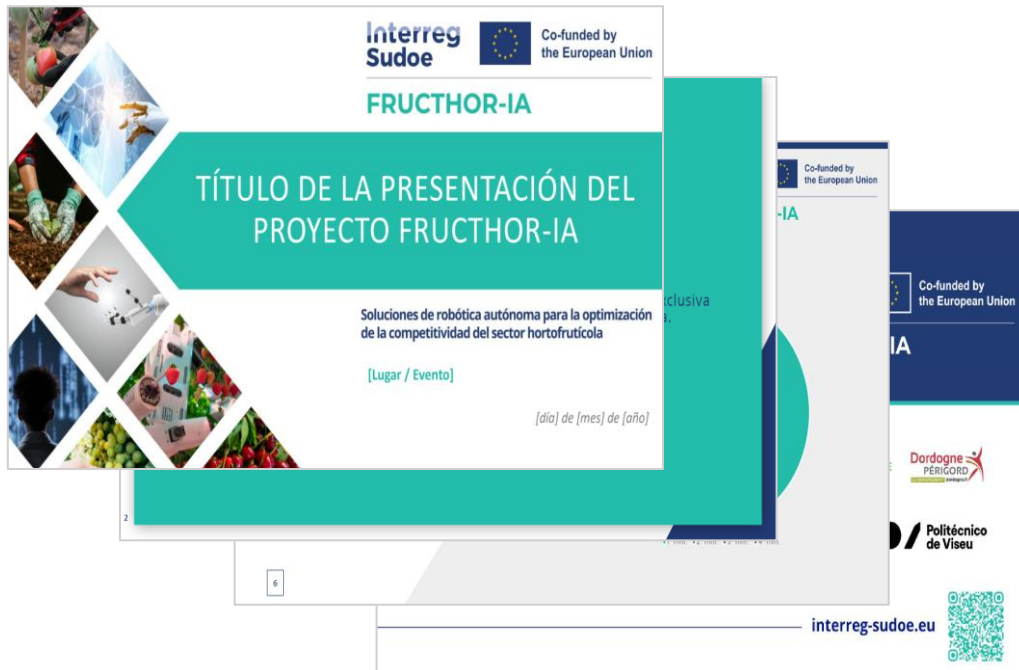 Interreg
Sudoe
Co-funded by
the European Union
FRUCTHOR-IA
TÍTULO DE LA PRESENTACIÓN DEL
PROYECTO FRUCTHOR-IA
Soluciones de robótica autónoma para la optimización
de la competitividad del sector hortofrutícola
[Lugar / Evento]
[día] de [mes] de [año]
xclusiva
a.
2
Co-funded by
the European Union
-IA
6
Co-funded by
the European Union
IA
Dordogne
PÉRIGORD
Politécnico
de Viseu
interreg-sudoe.eu